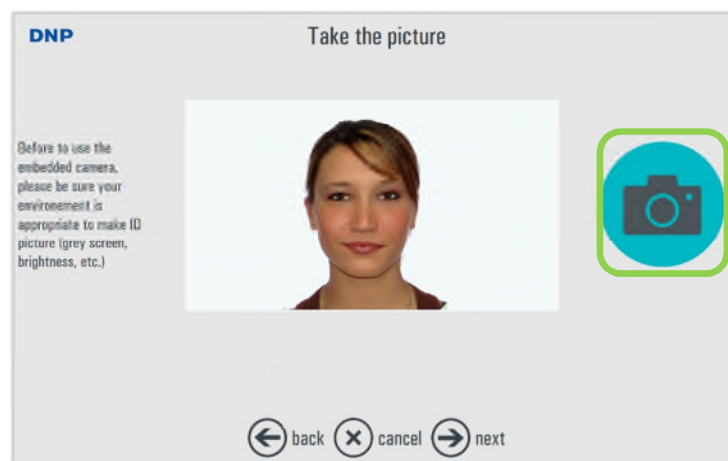 DNP
Take the picture
Before to use the
embedded camera,
please be sure your
environement is
appropriate to make ID
picture (grey screen,
brightness, etc.)
back cancel next